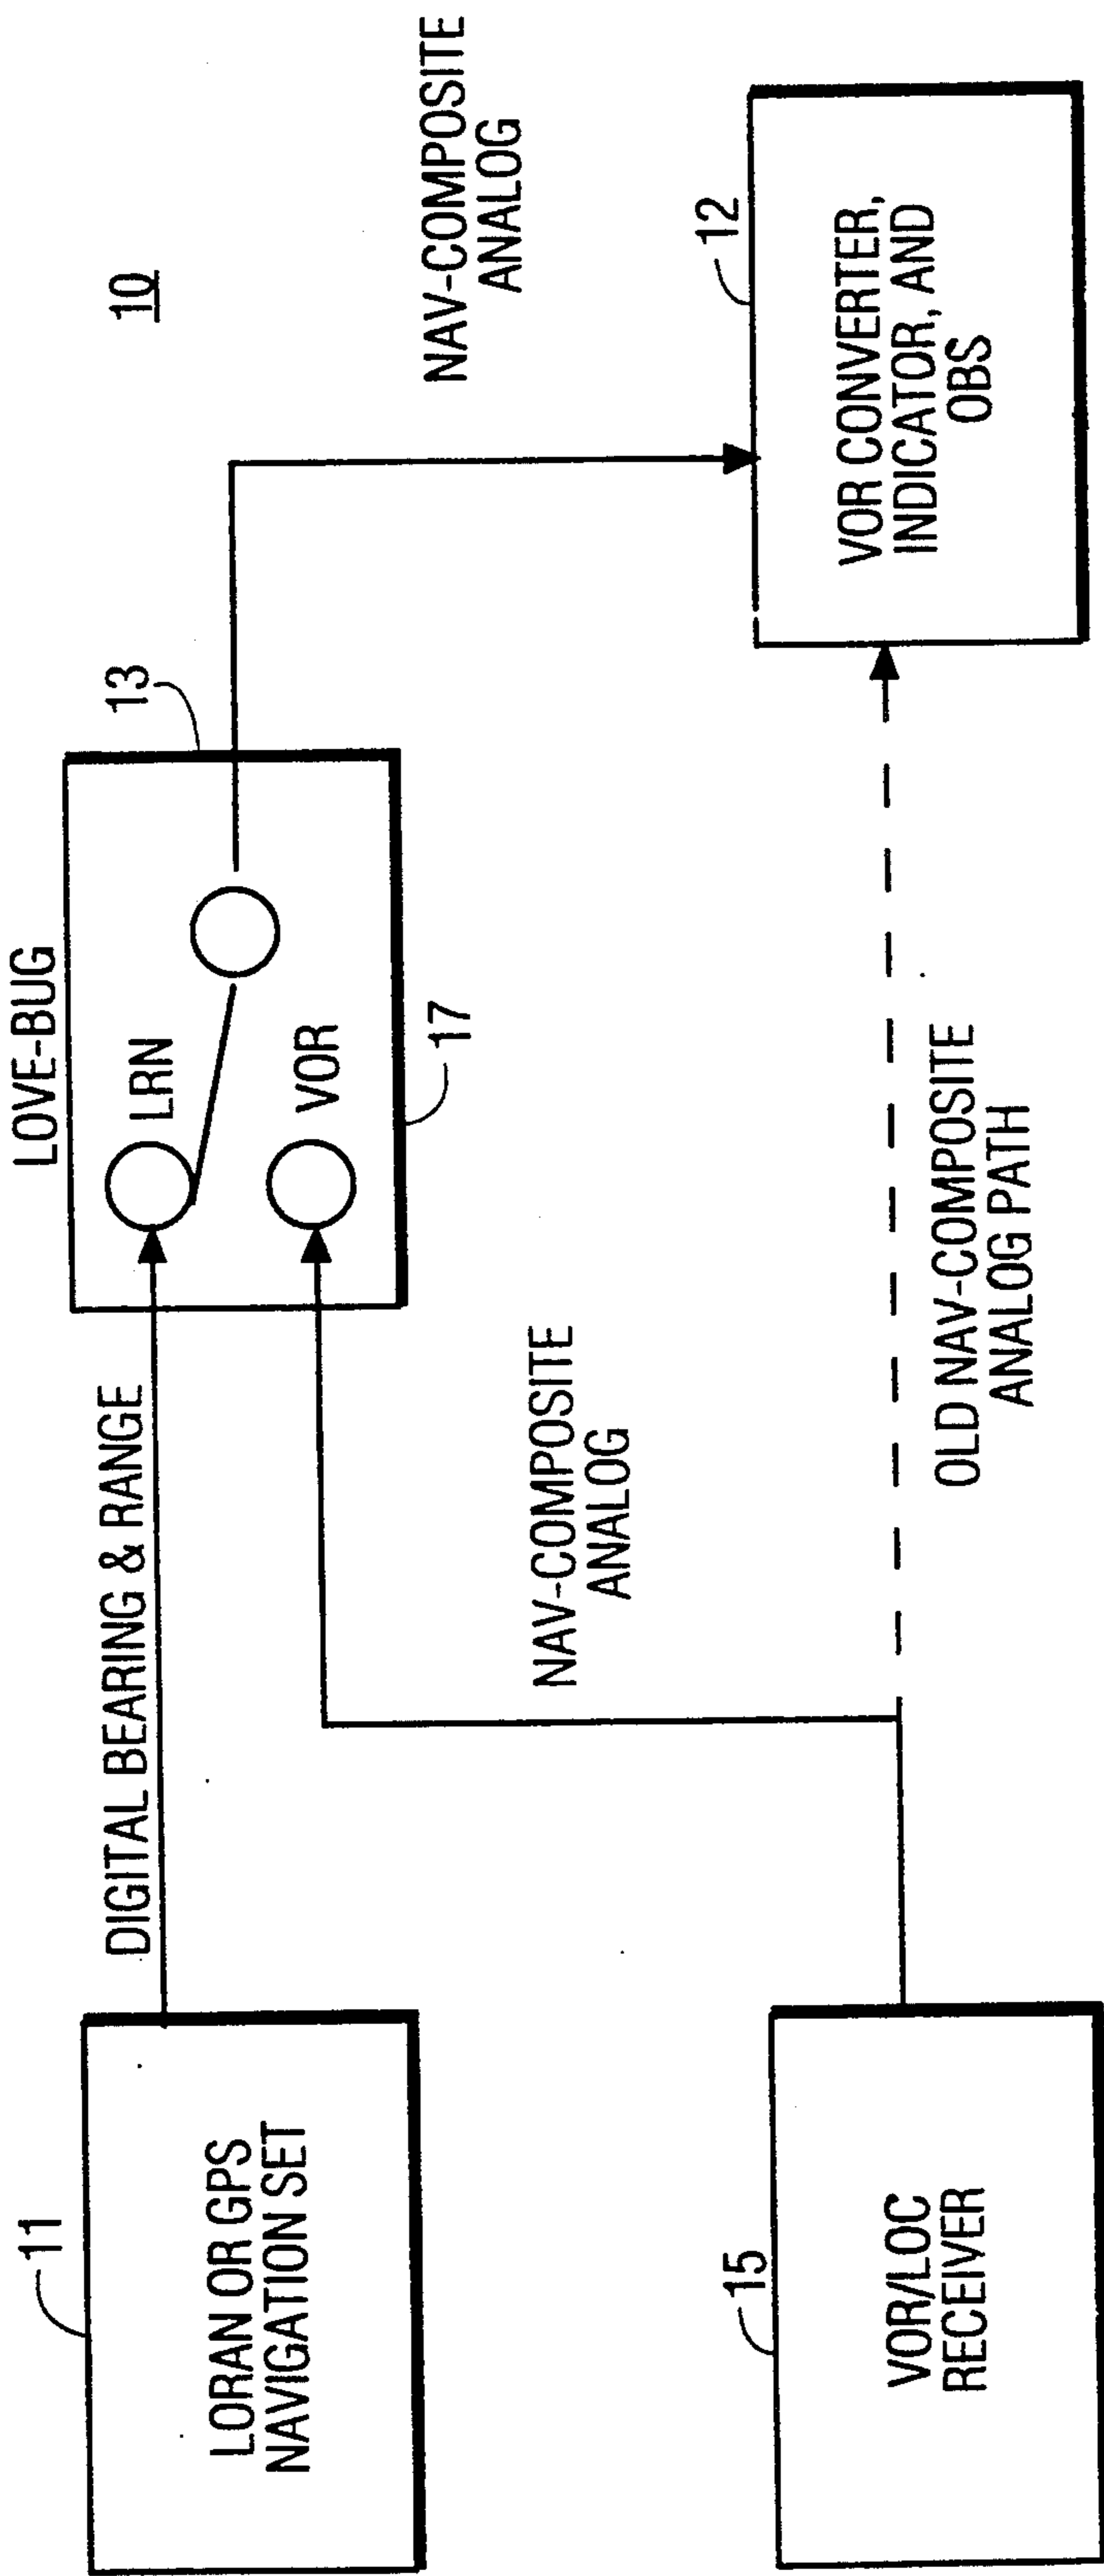 10
LOVE-BUG
13
LRN
VOR
17
DIGITAL BEARING & RANGE
11
LORAN OR GPS
NAVIGATION SET
NAV-COMPOSITE
ANALOG
NAV-COMPOSITE
ANALOG
12
VOR CONVERTER,
INDICATOR, AND
OBS
15
VOR/LOC
RECEIVER
OLD NAV-COMPOSITE
ANALOG PATH